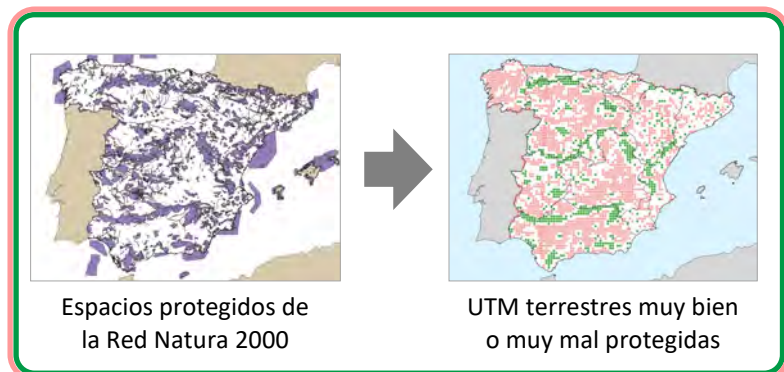 Espacios protegidos de
la Red Natura 2000
UTM terrestres muy bien
o muy mal protegidas